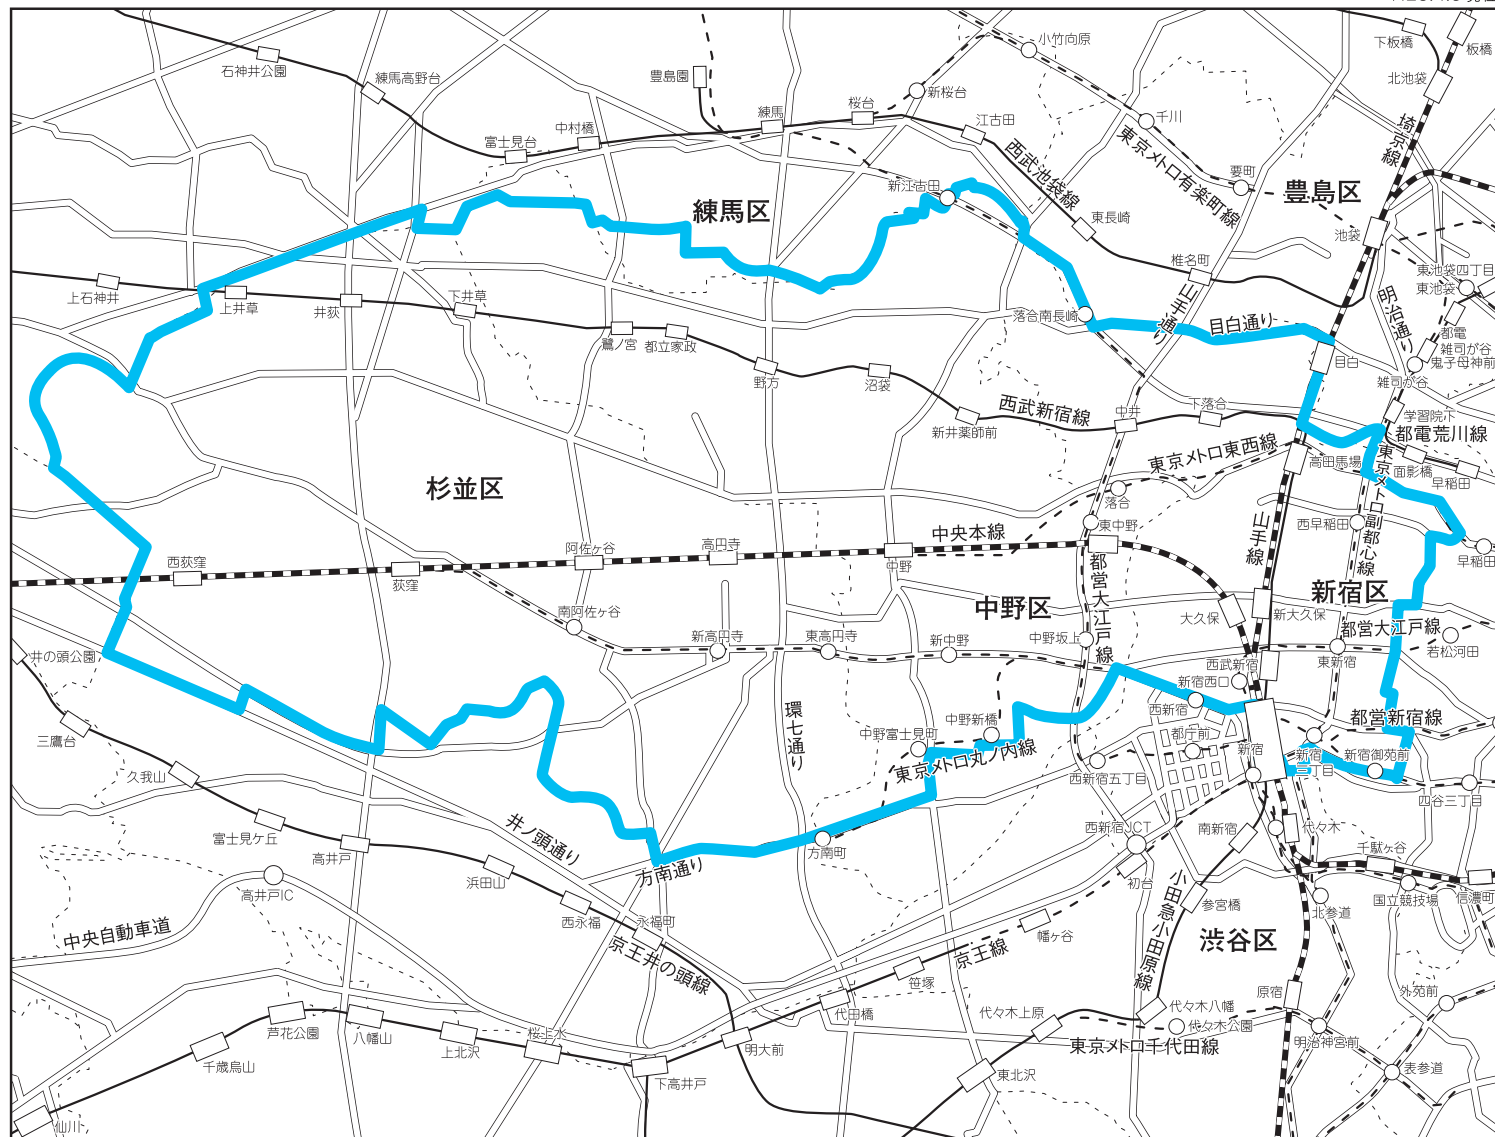 小竹向原
下板橋
板橋
石神井公園
練馬高野台
豊島園
北池袋
新桜台
桜台
練馬
江古田
千川
埼京線
中村橋
富士見台
西武池袋線
東京メトロ有楽町線
要町
豊島区
新江古田
練馬区
東長崎
池袋
椎名町
東池袋四丁目
東池袋
上石神井
上井草
井荻
下井草
山手通り
明治通り
落合南長崎
目白通り
都電
雑司が谷
鬼子母神前
鷺ノ宮
都立家政
野方
沼袋
目白
雑司が谷
西武新宿線
中井
下落合
学習院下
新井薬師前
都電荒川線
東京メトロ東西線
高田馬場
面影橋
早稲田
杉並区
落合
東京メトロ副都心線
東中野
西早稲田
山手線
中央本線
高円寺
阿佐ヶ谷
西荻窪
荻窪
中野
早稲田
都営大江戸線
新宿区
南阿佐ヶ谷
中野区
大久保
新大久保
新高円寺
東高円寺
新中野
中野坂上
都営大江戸線
若松河田
井の頭公園
西武新宿
東新宿
新宿西口
西新宿
環七通り
中野新橋
中野富士見町
都営新宿線
三鷹台
都庁前
新宿
新宿
三丁目
新宿御苑前
東京メトロ丸ノ内線
西新宿五丁目
久我山
四谷三丁目
富士見ケ丘
井ノ頭通り
西新宿JCT
南新宿
代々木
高井戸
方南町
千駄ヶ谷
方南通り
浜田山
初台
高井戸IC
小田急小田原線
参宮橋
北参道
国立競技場
信濃町
西永福
永福町
中央自動車道
京王井の頭線
幡ヶ谷
京王線
渋谷区
笹塚
原宿
外苑前
代々木八幡
代々木上原
代田橋
代々木公園
芦花公園
八幡山
上北沢
桜上水
明大前
東京メトロ千代田線
明治神宮前
千歳烏山
下高井戸
東北沢
表参道
仙川